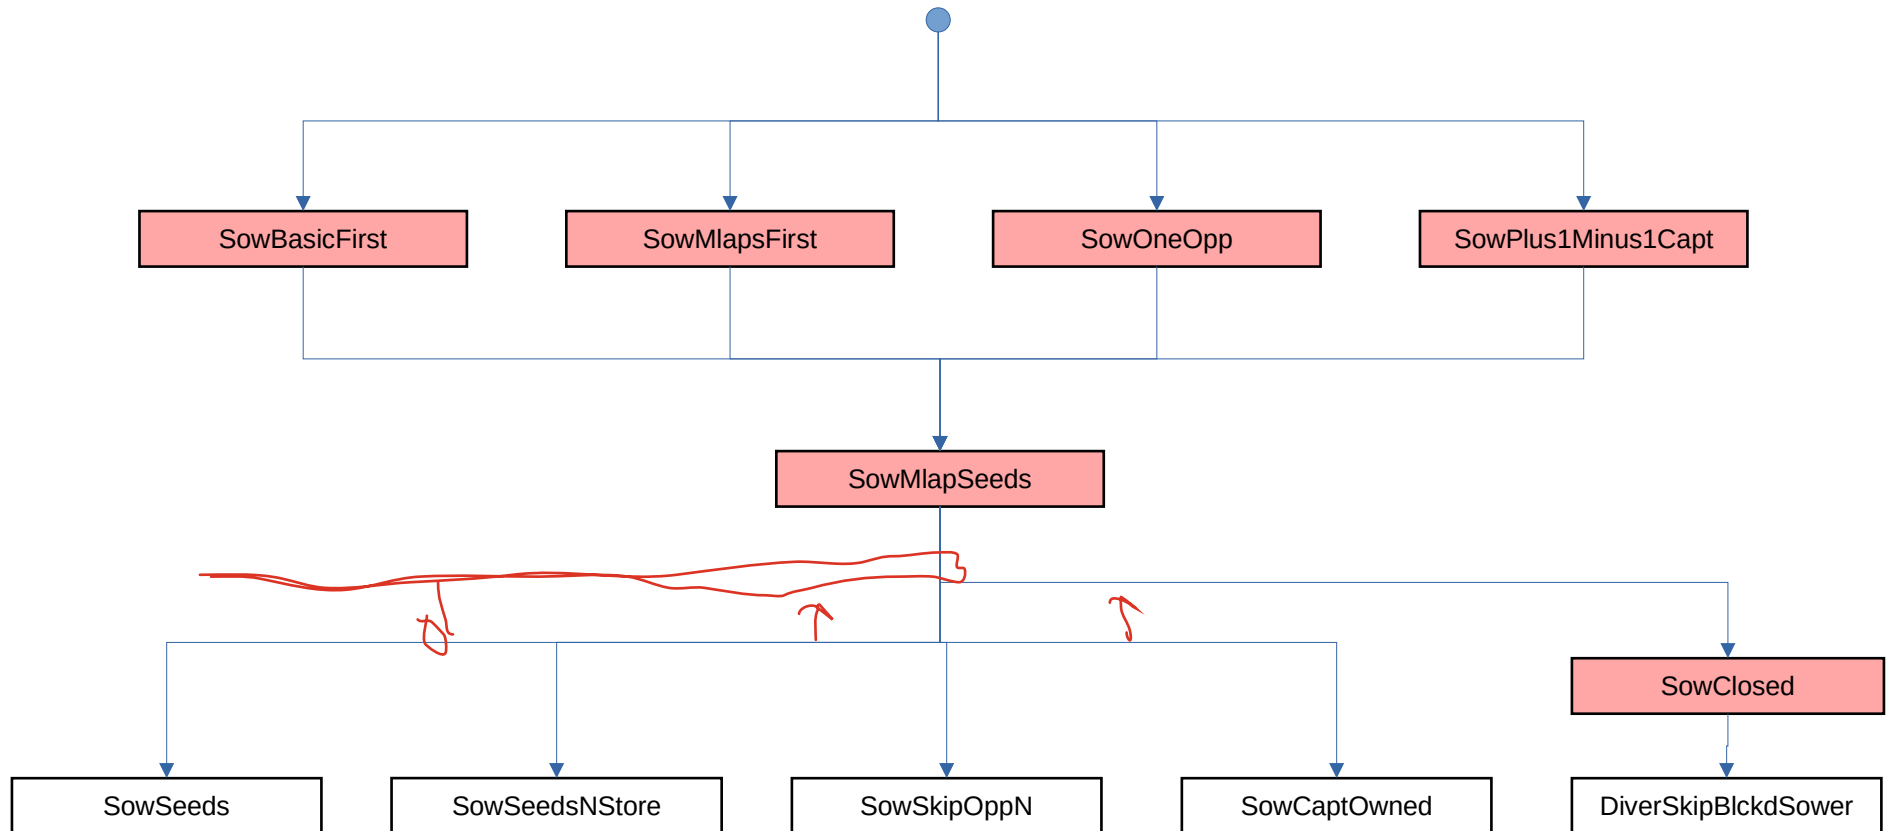 SowBasicFirst
SowMlapsFirst
SowOneOpp
SowPlus1Minus1Capt
SowMlapSeeds
SowClosed
SowSeeds
SowSeedsNStore
SowSkipOppN
SowCaptOwned
DiverSkipBlckdSower